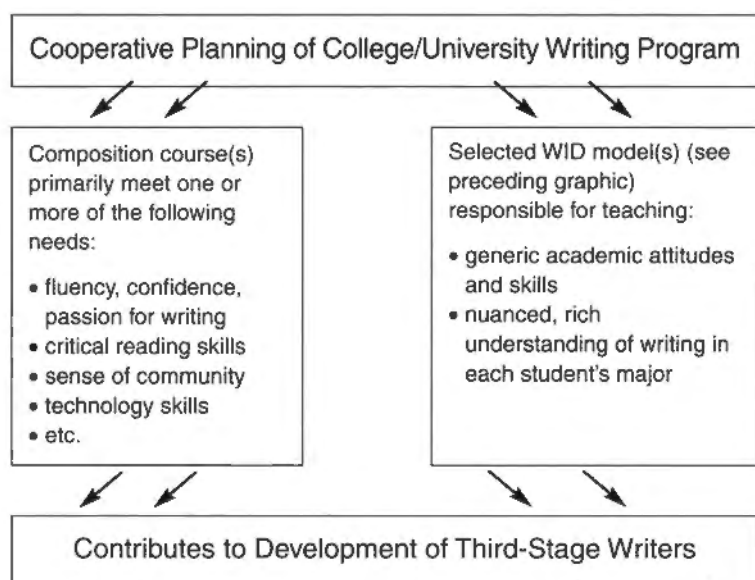 Cooperative Planning of College/University Writing Program
Composition course(s)
primarily meet one or
more of the following
needs:
• fluency, confidence,
passion for writing
• critical reading skills
• sense of community
• technology skills
• etc.
Selected WID model(s) (see
preceding graphic)
responsible for teaching:
• generic academic attitudes
and skills
• nuanced, rich
understanding of writing in
each student's major
Contributes to Development of Third-Stage Writers